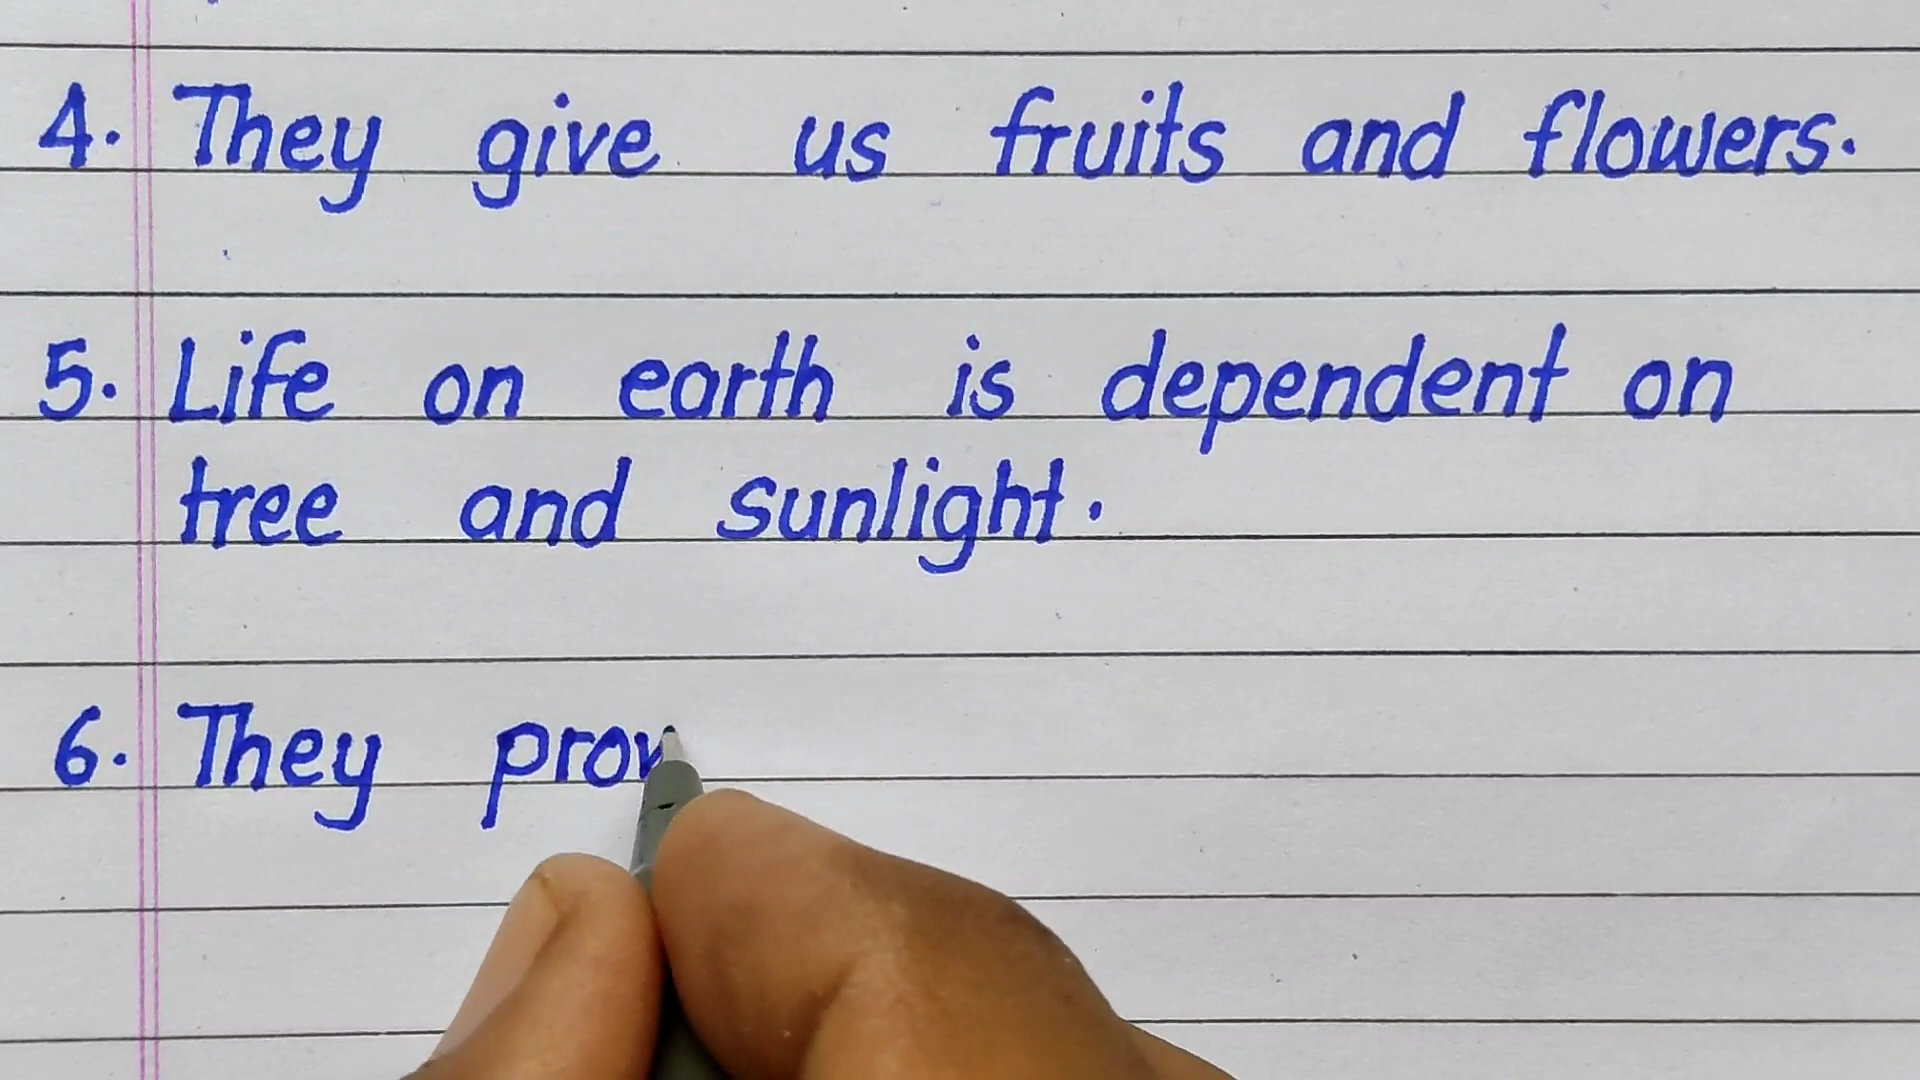 4. They give us fruits and flowers.
5. Life on earth is dependent on
tree and sunlight.
6. They prov